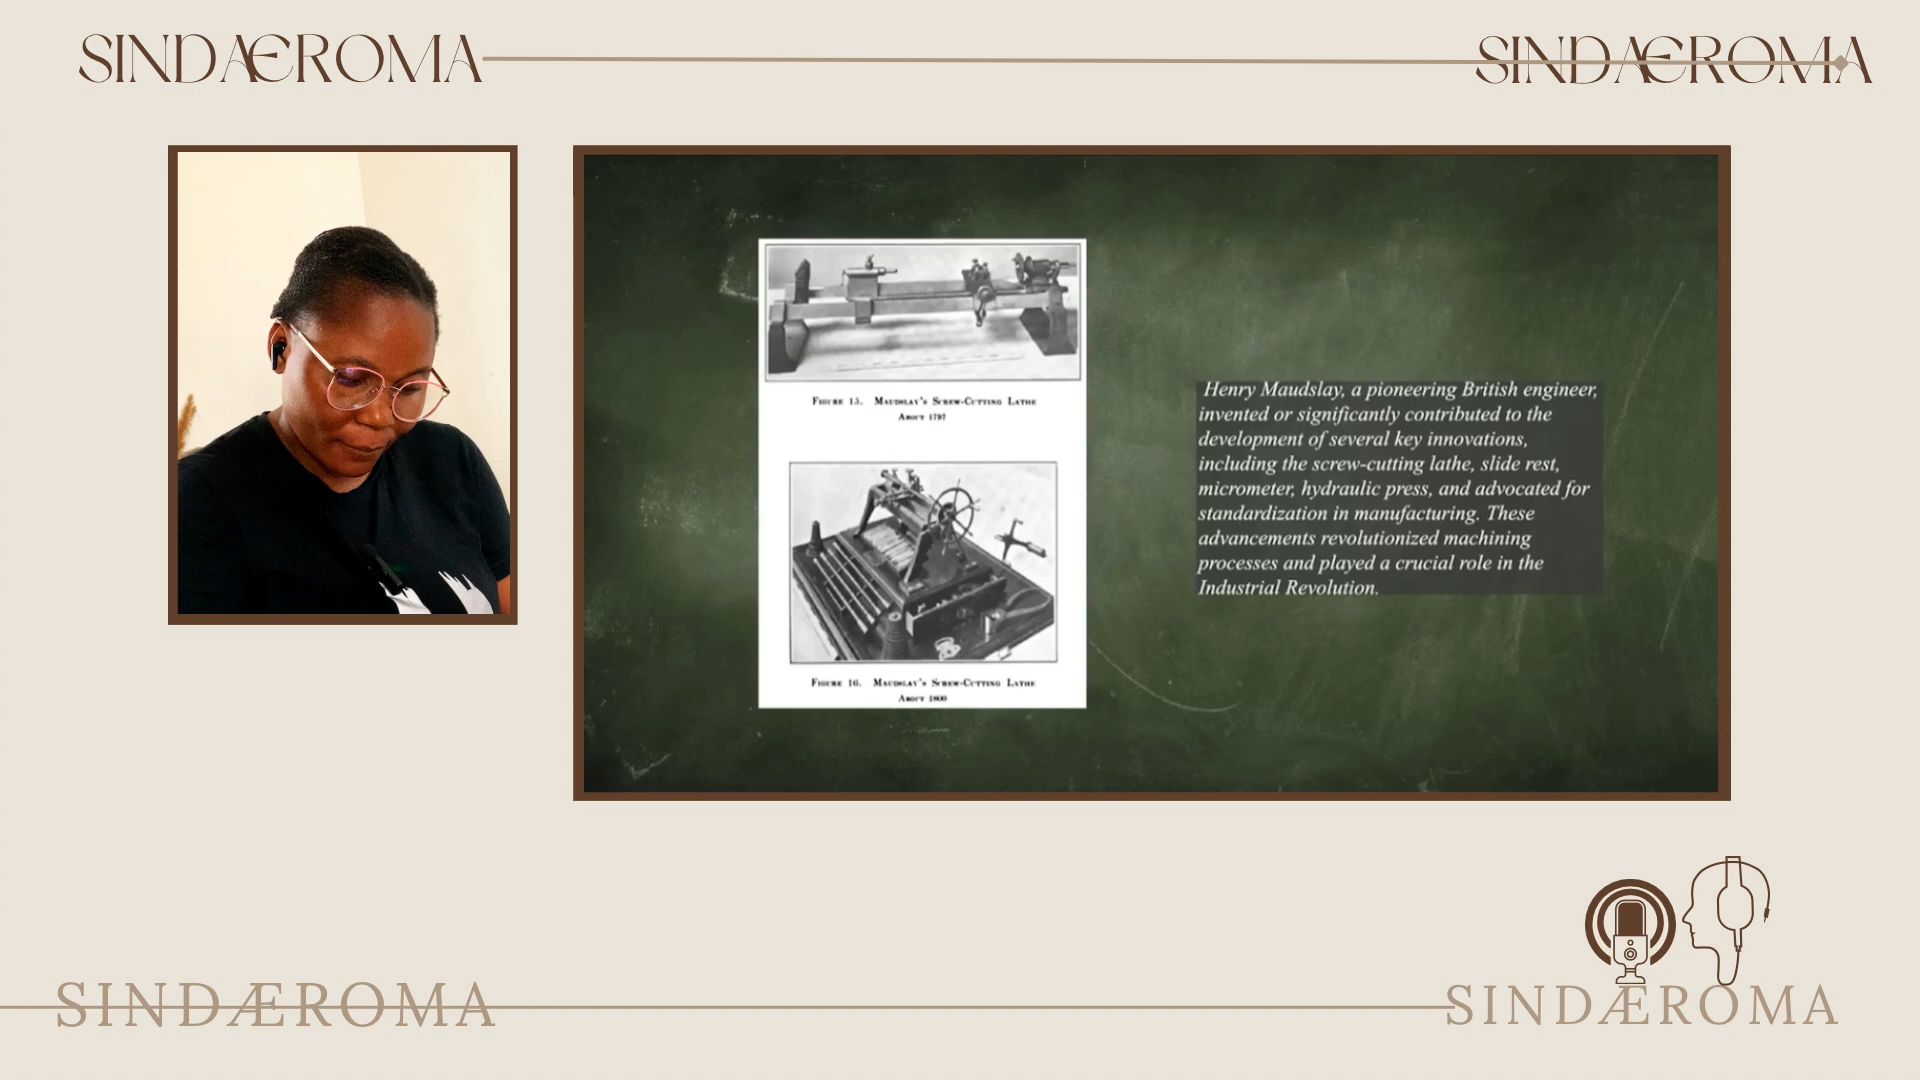 SINDÆROMA
SINDÆROMA
FIGURE 15. MAUDSLAY'S SCREW-CUTTING LATHE
ABOUT 1797
FIGURE 16. MAUDSLAY'S SCREW-CUTTING LATHE
ABOUT 1800
Henry Maudslay, a pioneering British engineer,
invented or significantly contributed to the
development of several key innovations,
including the screw-cutting lathe, slide rest,
micrometer, hydraulic press, and advocated for
standardization in manufacturing. These
advancements revolutionized machining
processes and played a crucial role in the
Industrial Revolution.
SINDÆROMA
SINDÆROMA